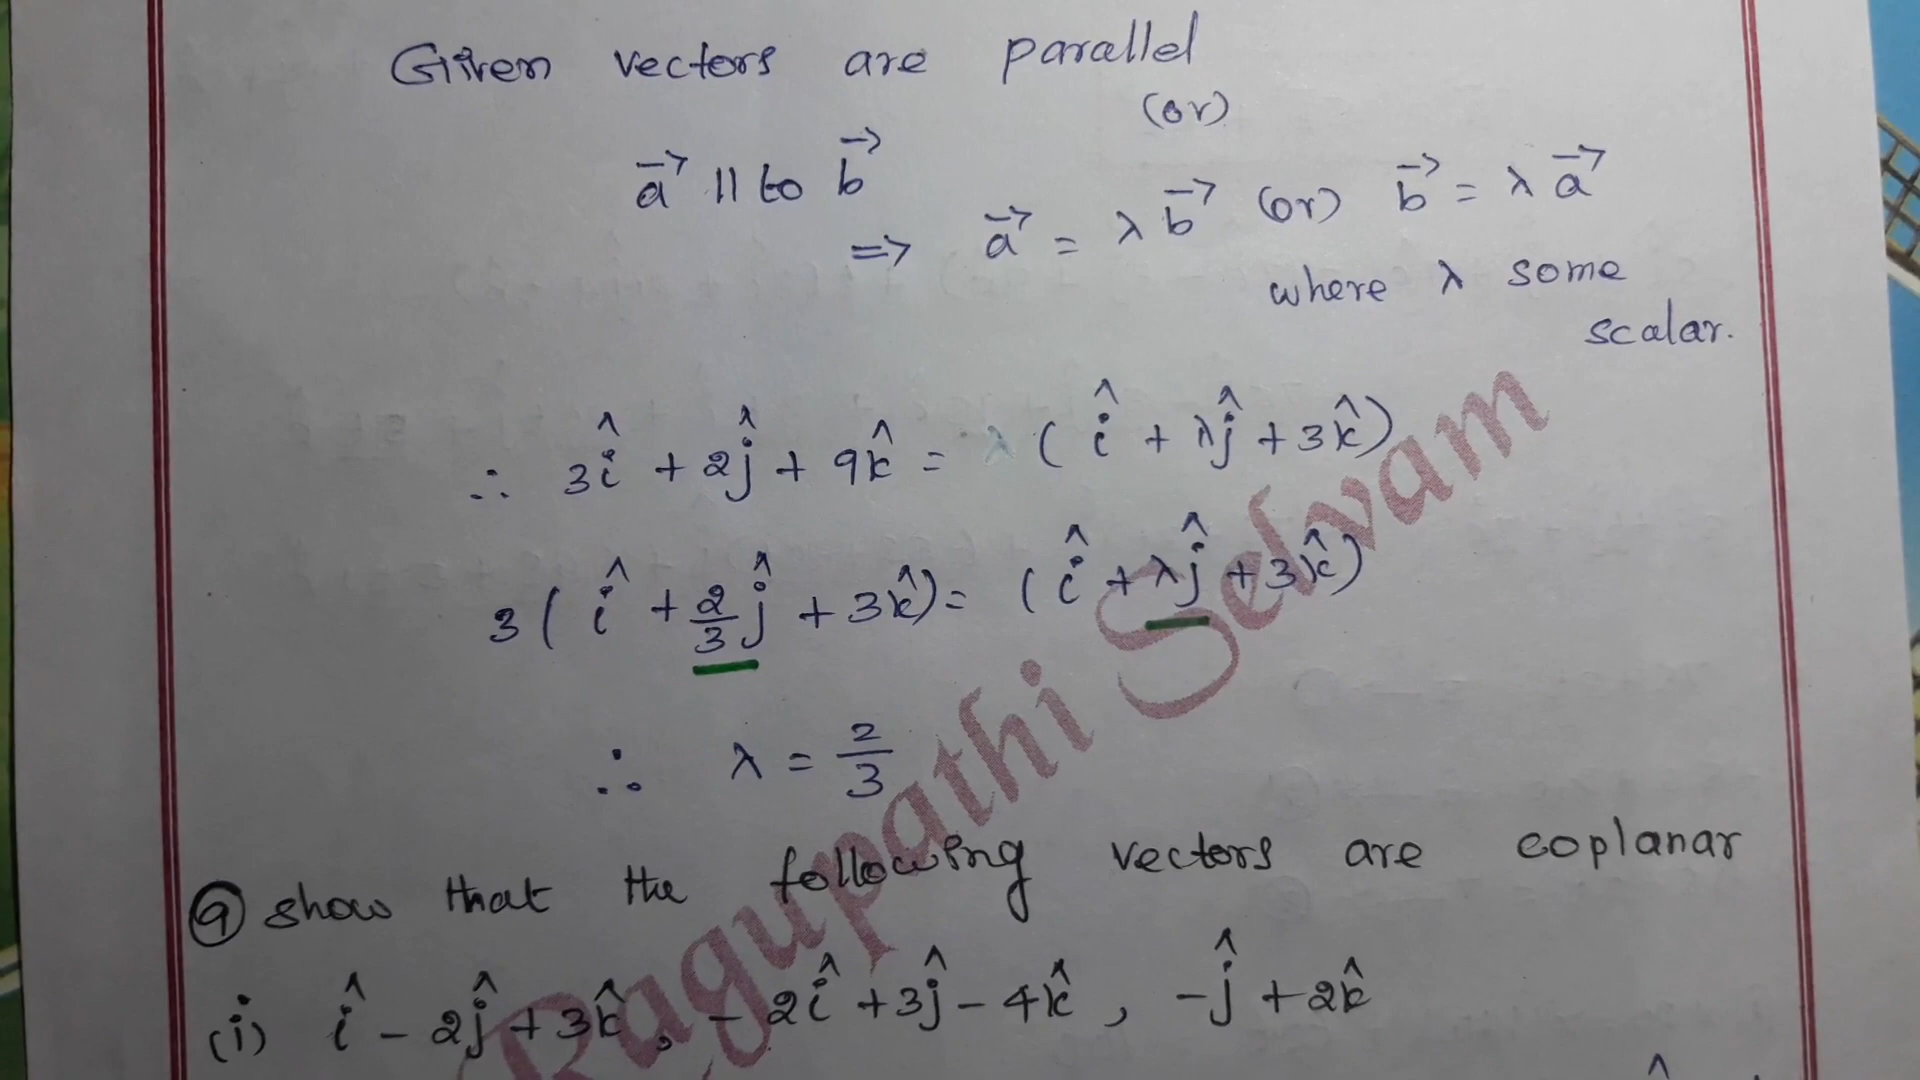 Given vectors are parallel
(or)
a⃗ || to b⃗
=> a⃗ = λ b⃗ (or) b⃗ = λ a⃗
where λ some
scalar.
∴ 3î + 2ĵ + 9k̂ = λ ( î + λĵ + 3k̂ )
3( î + 2/3 ĵ + 3k̂ ) = ( î + λĵ + 3k̂ )
∴ λ = 2/3
⑨ show that the following vectors are coplanar
(i) î - 2ĵ + 3k̂ , - 2î + 3ĵ - 4k̂ , -ĵ + 2k̂
Ragupathi Selvam